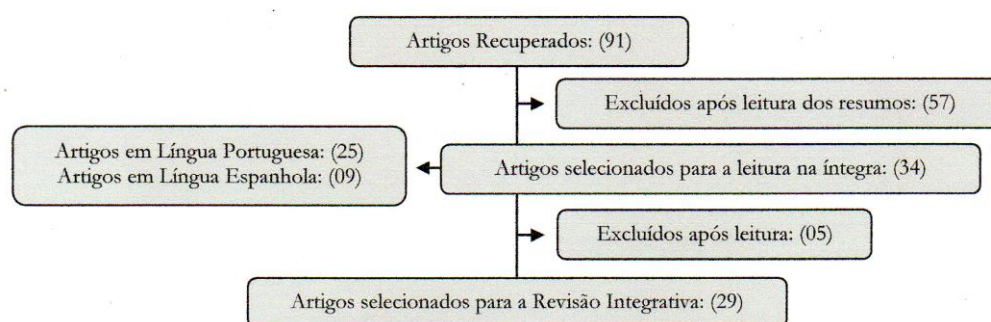 Artigos Recuperados: (91)
Excluídos após leitura dos resumos: (57)
Artigos em Língua Portuguesa: (25)
Artigos em Língua Espanhola: (09)
Artigos selecionados para a leitura na íntegra: (34)
Excluídos após leitura: (05)
Artigos selecionados para a Revisão Integrativa: (29)